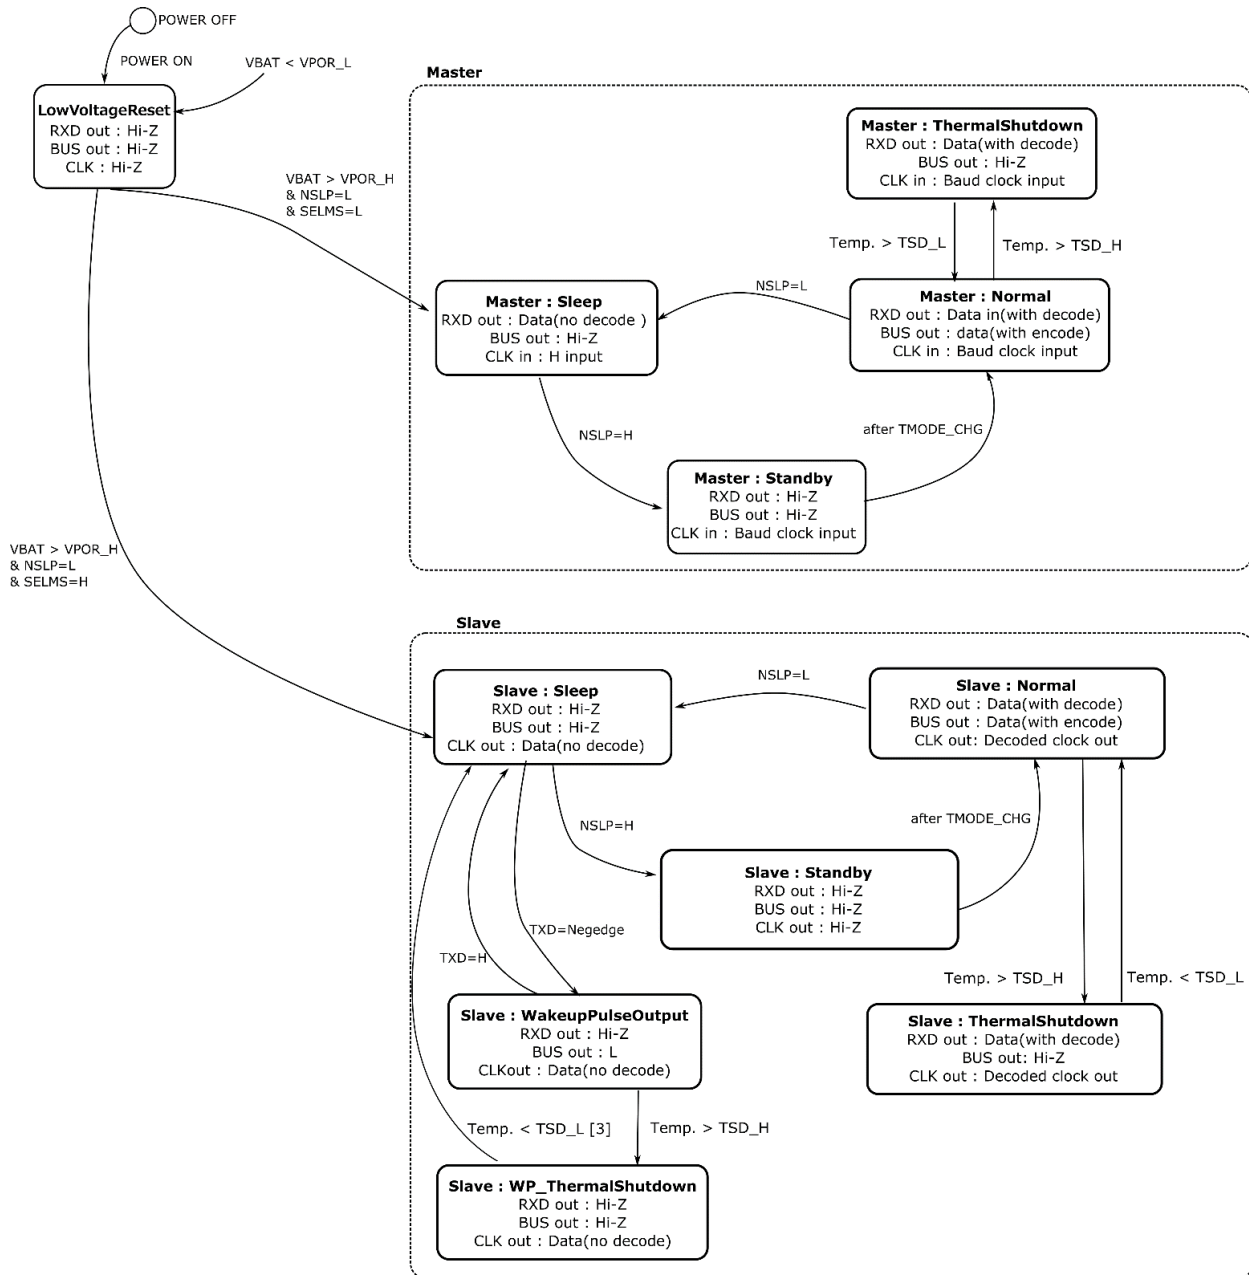 POWER OFF
POWER ON
VBAT < VPOR_L
LowVoltageReset
RXD out : Hi-Z
BUS out : Hi-Z
CLK : Hi-Z
VBAT > VPOR_H
& NSLP=L
& SELMS=L
VBAT > VPOR_H
& NSLP=L
& SELMS=H
Master
Master : ThermalShutdown
RXD out : Data(with decode)
BUS out : Hi-Z
CLK in : Baud clock input
Temp. > TSD_L
Temp. > TSD_H
Master : Sleep
RXD out : Data(no decode )
BUS out : Hi-Z
CLK in : H input
NSLP=L
Master : Normal
RXD out : Data in(with decode)
BUS out : data(with encode)
CLK in : Baud clock input
NSLP=H
after TMODE_CHG
Master : Standby
RXD out : Hi-Z
BUS out : Hi-Z
CLK in : Baud clock input
Slave
Slave : Sleep
RXD out : Hi-Z
BUS out : Hi-Z
CLK out : Data(no decode)
NSLP=L
Slave : Normal
RXD out : Data(with decode)
BUS out : Data(with encode)
CLK out: Decoded clock out
NSLP=H
after TMODE_CHG
Slave : Standby
RXD out : Hi-Z
BUS out : Hi-Z
CLK out : Hi-Z
TXD=H
TXD=Negedge
Temp. > TSD_H
Temp. < TSD_L
Slave : WakeupPulseOutput
RXD out : Hi-Z
BUS out : L
CLKout : Data(no decode)
Slave : ThermalShutdown
RXD out : Data(with decode)
BUS out: Hi-Z
CLK out : Decoded clock out
Temp. < TSD_L [3]
Temp. > TSD_H
Slave : WP_ThermalShutdown
RXD out : Hi-Z
BUS out : Hi-Z
CLK out : Data(no decode)